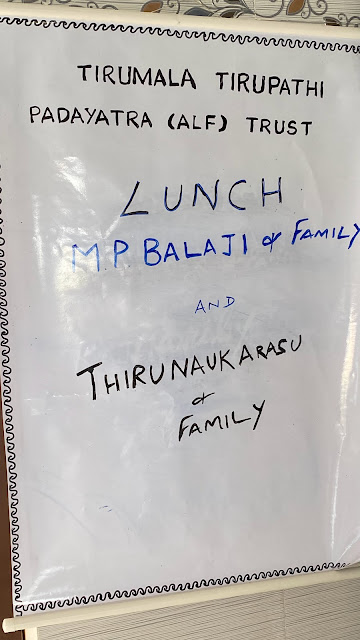 TIRUMALA TIRUPATHI
PADAYATRA (ALF) TRUST
LUNCH
M.P. BALAJI & FAMILY
AND
THIRUNAUKARASU
&
FAMILY